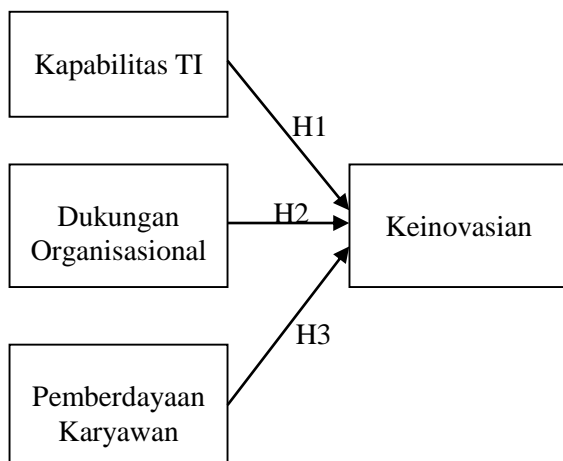 Kapabilitas TI
H1
Dukungan
Organisasional
H2
Keinovasian
H3
Pemberdayaan
Karyawan